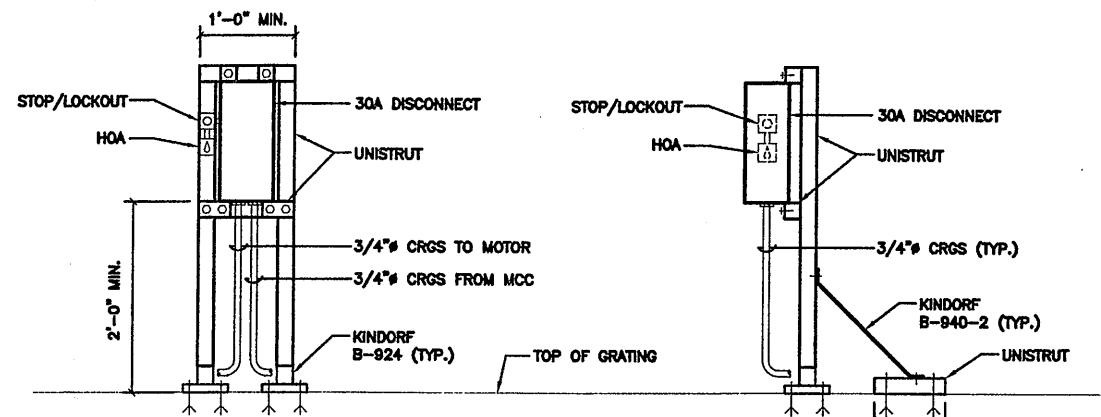 1'-0" MIN.
STOP/LOCKOUT
30A DISCONNECT
HOA
UNISTRUT
3/4"ø CRGS TO MOTOR
3/4"ø CRGS FROM MCC
2'-0" MIN.
KINDORF
B-924 (TYP.)
TOP OF GRATING
STOP/LOCKOUT
30A DISCONNECT
HOA
UNISTRUT
3/4"ø CRGS (TYP.)
KINDORF
B-940-2 (TYP.)
UNISTRUT